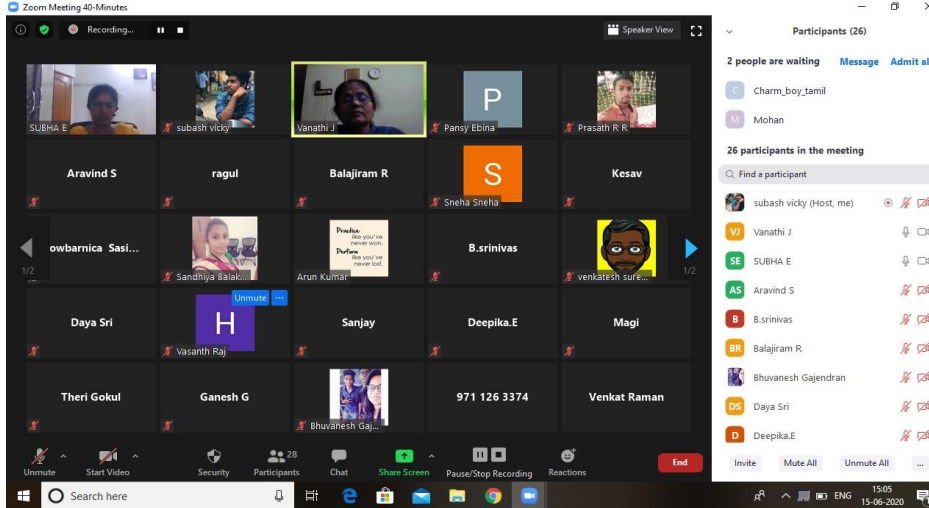 Zoom Meeting 40-Minutes
Recording...
Speaker View
SUBHA E
subash vicky
Vanathi J
P
Pansy Ebina
Prasath R R
Aravind S
ragul
Balajiram R
S
Sneha Sneha
Kesav
owbarnica Sasi...
Sandhiya Balak...
Practice
like you've
never won.
Perform
like you've
never lost.
Arun Kumar
B.srinivas
venkatesh sure...
1/2
1/2
Daya Sri
H
Unmute ...
Vasanth Raj
Sanjay
Deepika.E
Magi
Theri Gokul
Ganesh G
Bhuvanesh Gaj...
971 126 3374
Venkat Raman
Unmute
Start Video
Security
Participants
28
Chat
Share Screen
Pause/Stop Recording
Reactions
End
Participants (26)
2 people are waiting Message Admit al
C Charm_boy_tamil
M Mohan
26 participants in the meeting
Find a participant
subash vicky (Host, me)
VJ Vanathi J
SE SUBHA E
AS Aravind S
B B.srinivas
BR Balajiram R
Bhuvanesh Gajendran
DS Daya Sri
D Deepika.E
Invite Mute All Unmute All ...
Search here
ENG
15:05
15-06-2020